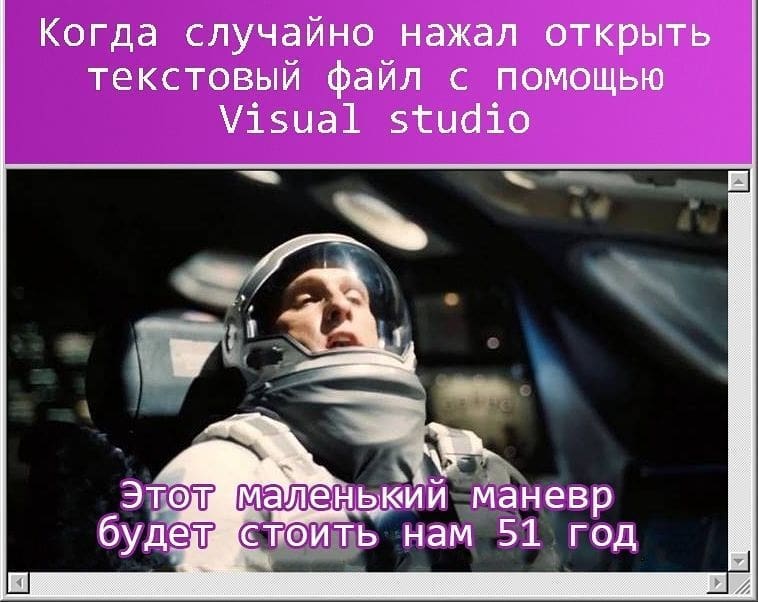 Когда случайно нажал открыть
текстовый файл с помощью
Visual studio
Этот маленький маневр
будет стоить нам 51 год